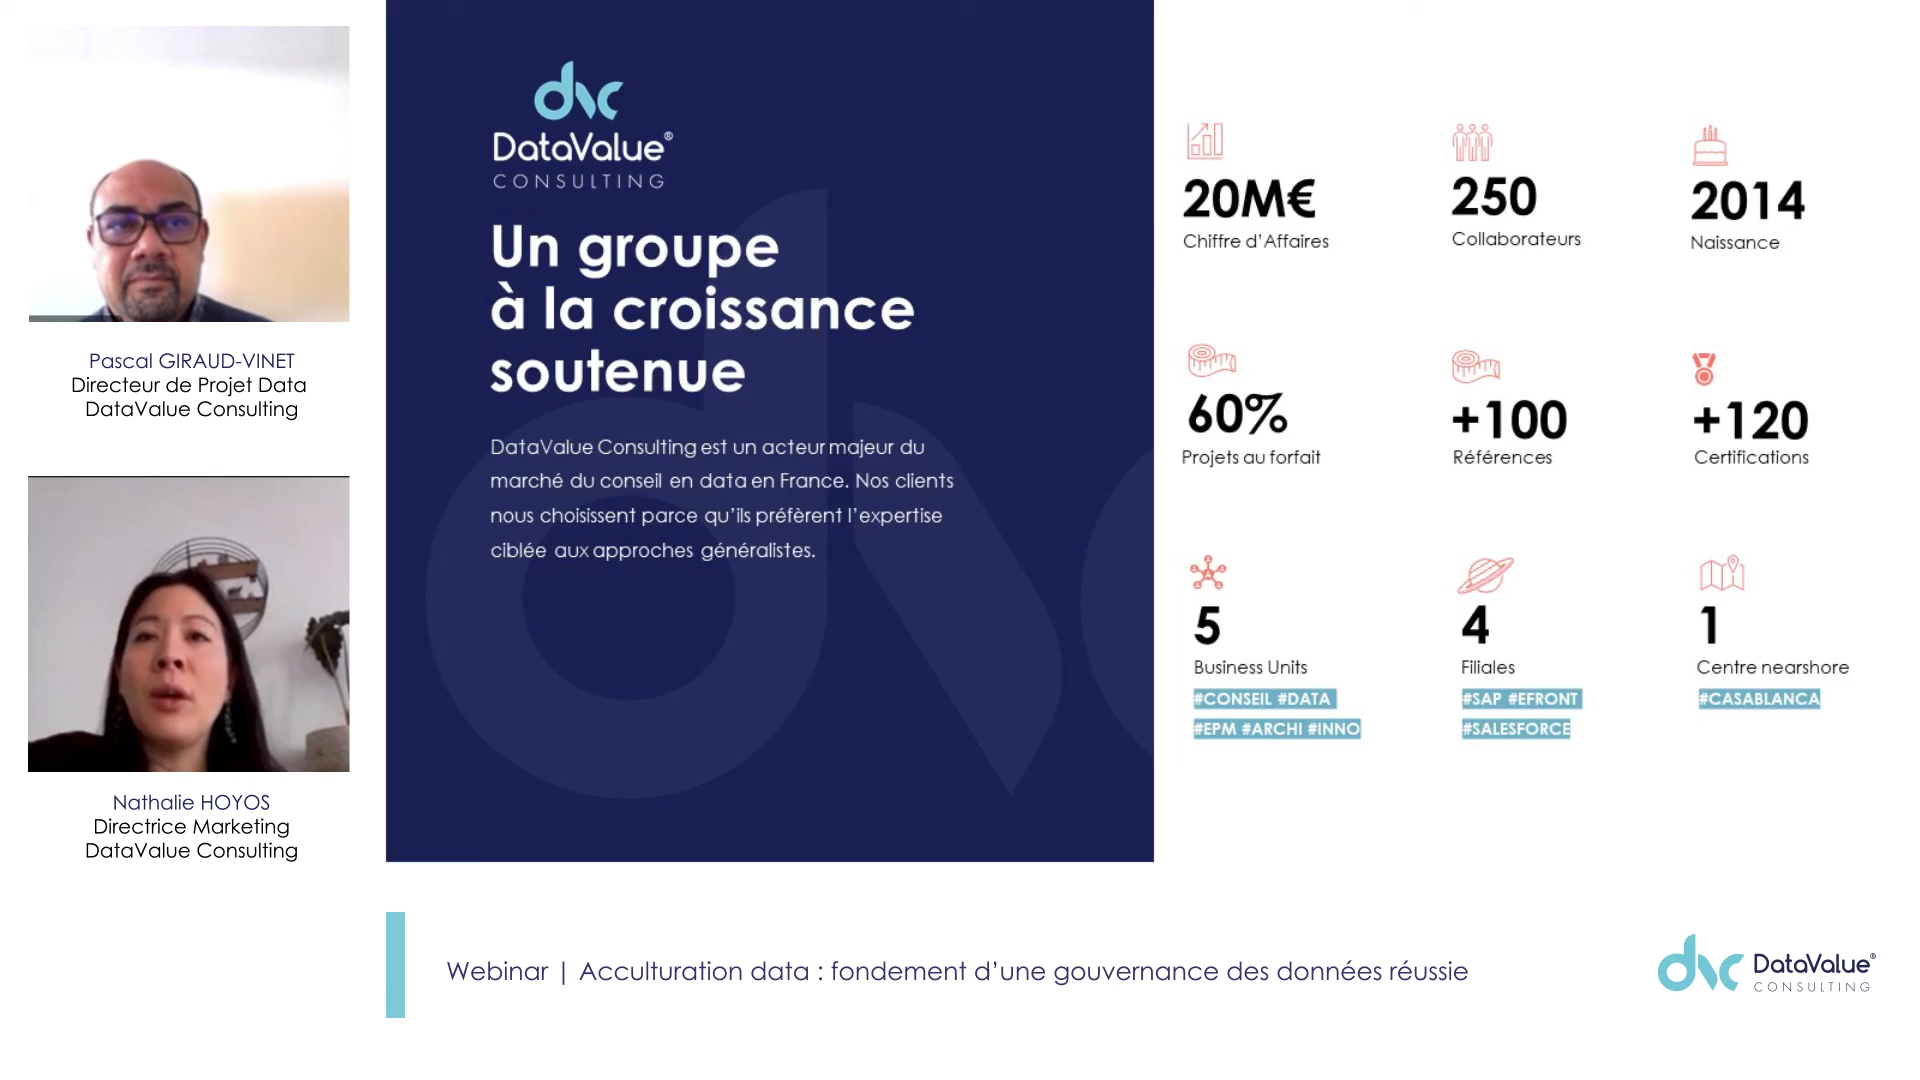 Pascal GIRAUD-VINET
Directeur de Projet Data
DataValue Consulting
Nathalie HOYOS
Directrice Marketing
DataValue Consulting
dvc
DataValue®
CONSULTING
Un groupe
à la croissance
soutenue
DataValue Consulting est un acteur majeur du
marché du conseil en data en France. Nos clients
nous choisissent parce qu'ils préfèrent l'expertise
ciblée aux approches généralistes.
20M€
Chiffre d'Affaires
250
Collaborateurs
2014
Naissance
60%
Projets au forfait
+100
Références
+120
Certifications
5
Business Units
#CONSEIL #DATA
#EPM #ARCHI #INNO
4
Filiales
#SAP #EFRONT
#SALESFORCE
1
Centre nearshore
#CASABLANCA
Webinar | Acculturation data : fondement d'une gouvernance des données réussie
dvc
DataValue®
CONSULTING